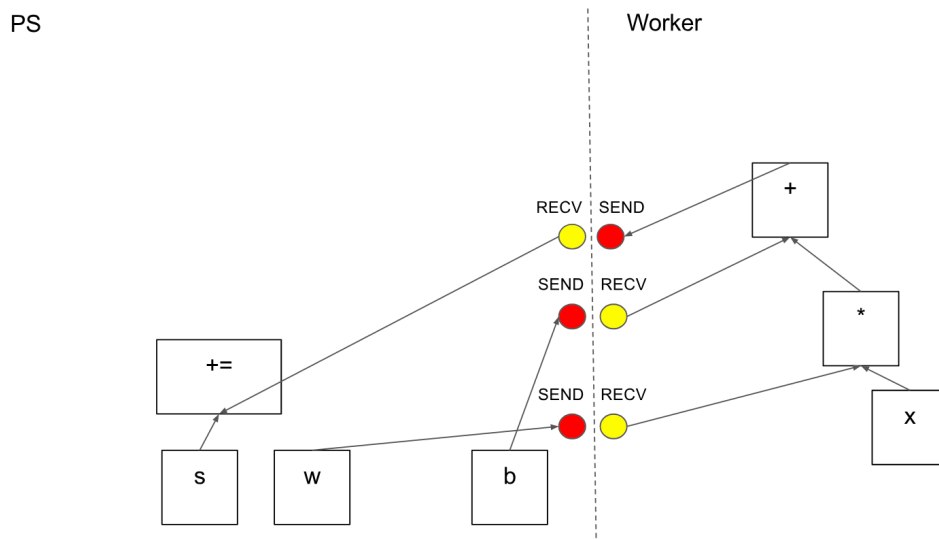 PS
Worker
+
RECV SEND
SEND RECV
*
+=
SEND RECV
x
s
w
b